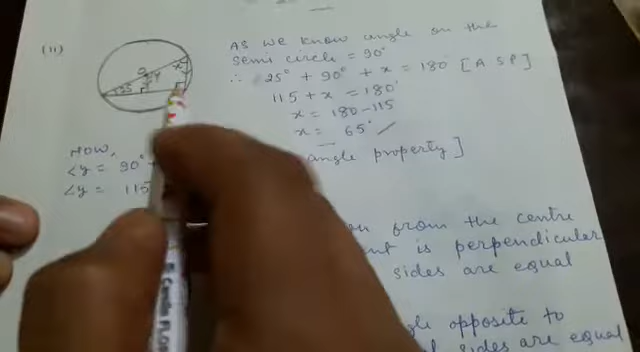 (ii)
As we know angle on the
semi circle = 90°
∴ 25° + 90° + x = 180 [A S P]
115 + x = 180°
x = 180 - 115
x = 65°
O
x
y
25
Now,
<y = 90°
<y = 115
angle property]
from the centre
is perpendicular
sides are equal
opposite to
sides are equal